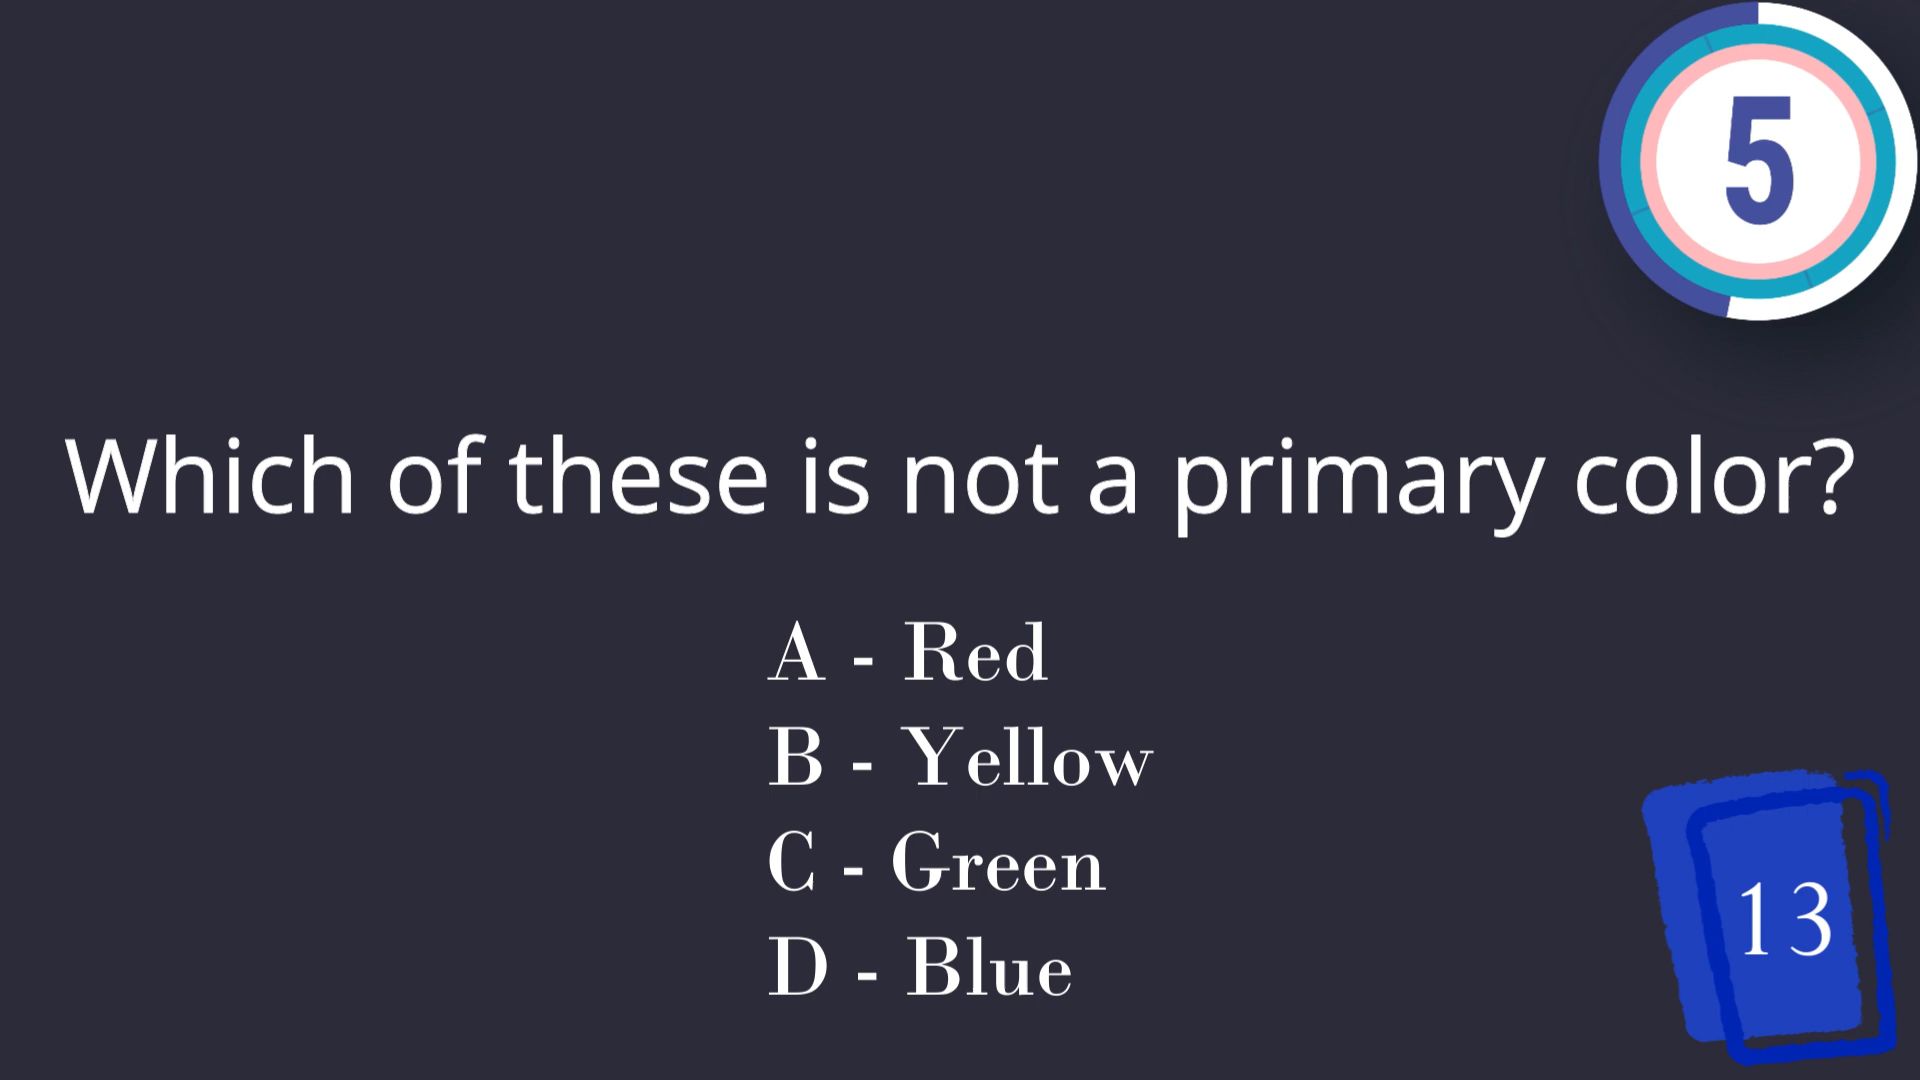 5
Which of these is not a primary color?
A - Red
B - Yellow
C - Green
D - Blue
13